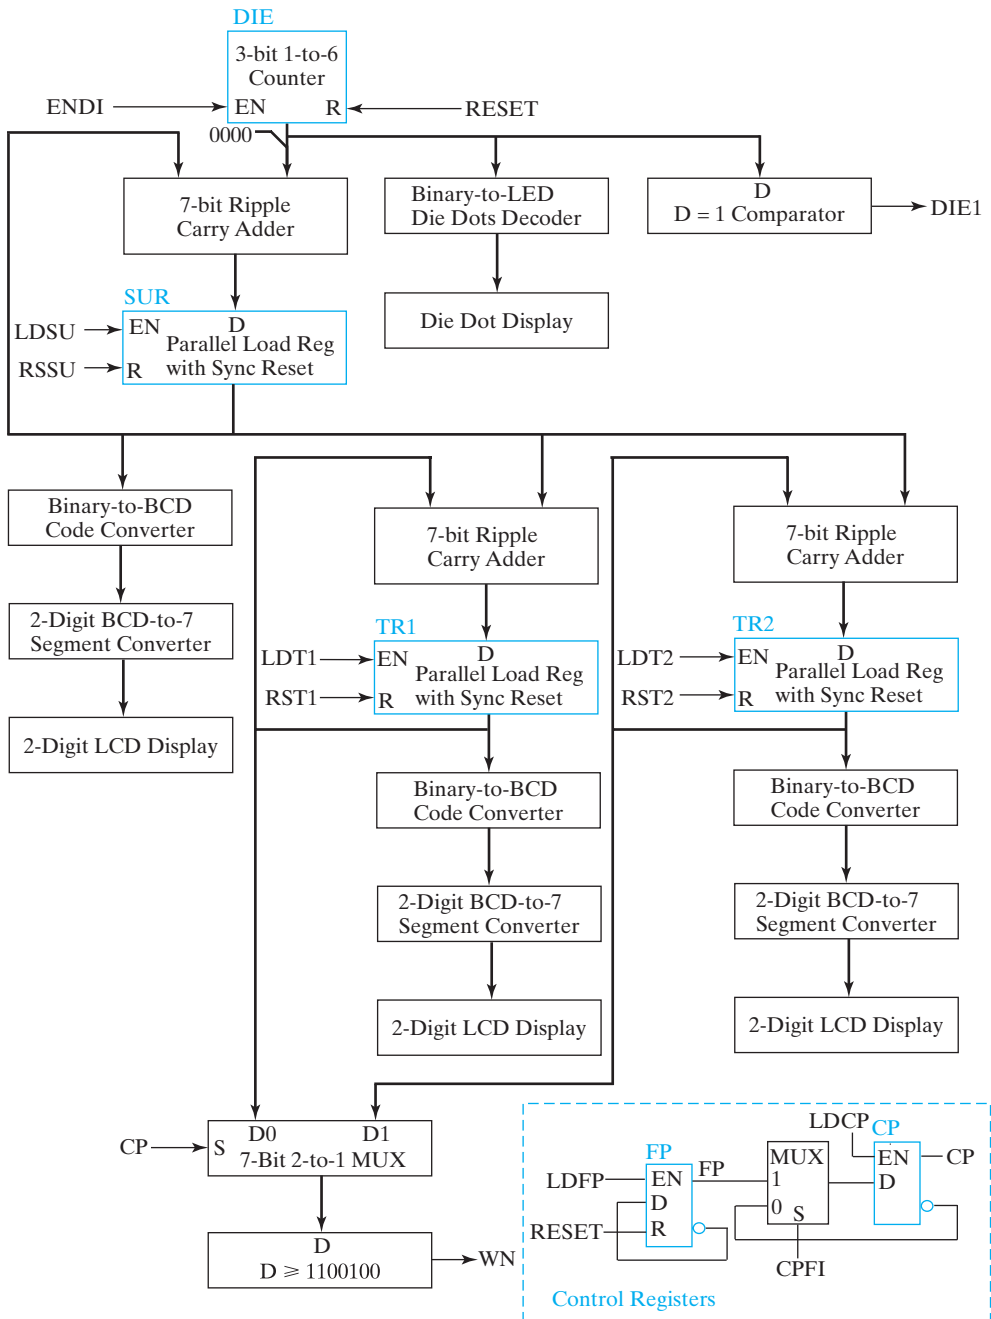 DIE
3-bit 1-to-6
Counter
ENDI
EN
R
RESET
0000
7-bit Ripple
Carry Adder
Binary-to-LED
Die Dots Decoder
D
D = 1 Comparator
DIE1
SUR
Die Dot Display
LDSU
EN
D
Parallel Load Reg
RSSU
R
with Sync Reset
Binary-to-BCD
Code Converter
7-bit Ripple
Carry Adder
7-bit Ripple
Carry Adder
2-Digit BCD-to-7
Segment Converter
TR1
LDT1
EN
D
Parallel Load Reg
RST1
R
with Sync Reset
TR2
LDT2
EN
D
Parallel Load Reg
RST2
R
with Sync Reset
2-Digit LCD Display
Binary-to-BCD
Code Converter
Binary-to-BCD
Code Converter
2-Digit BCD-to-7
Segment Converter
2-Digit BCD-to-7
Segment Converter
2-Digit LCD Display
2-Digit LCD Display
CP
S
D0
D1
7-Bit 2-to-1 MUX
D
D ⩾ 1100100
WN
LDCP
CP
FP
LDFP
EN
D
RESET
R
FP
MUX
1
0
S
CPFI
EN
D
CP
Control Registers